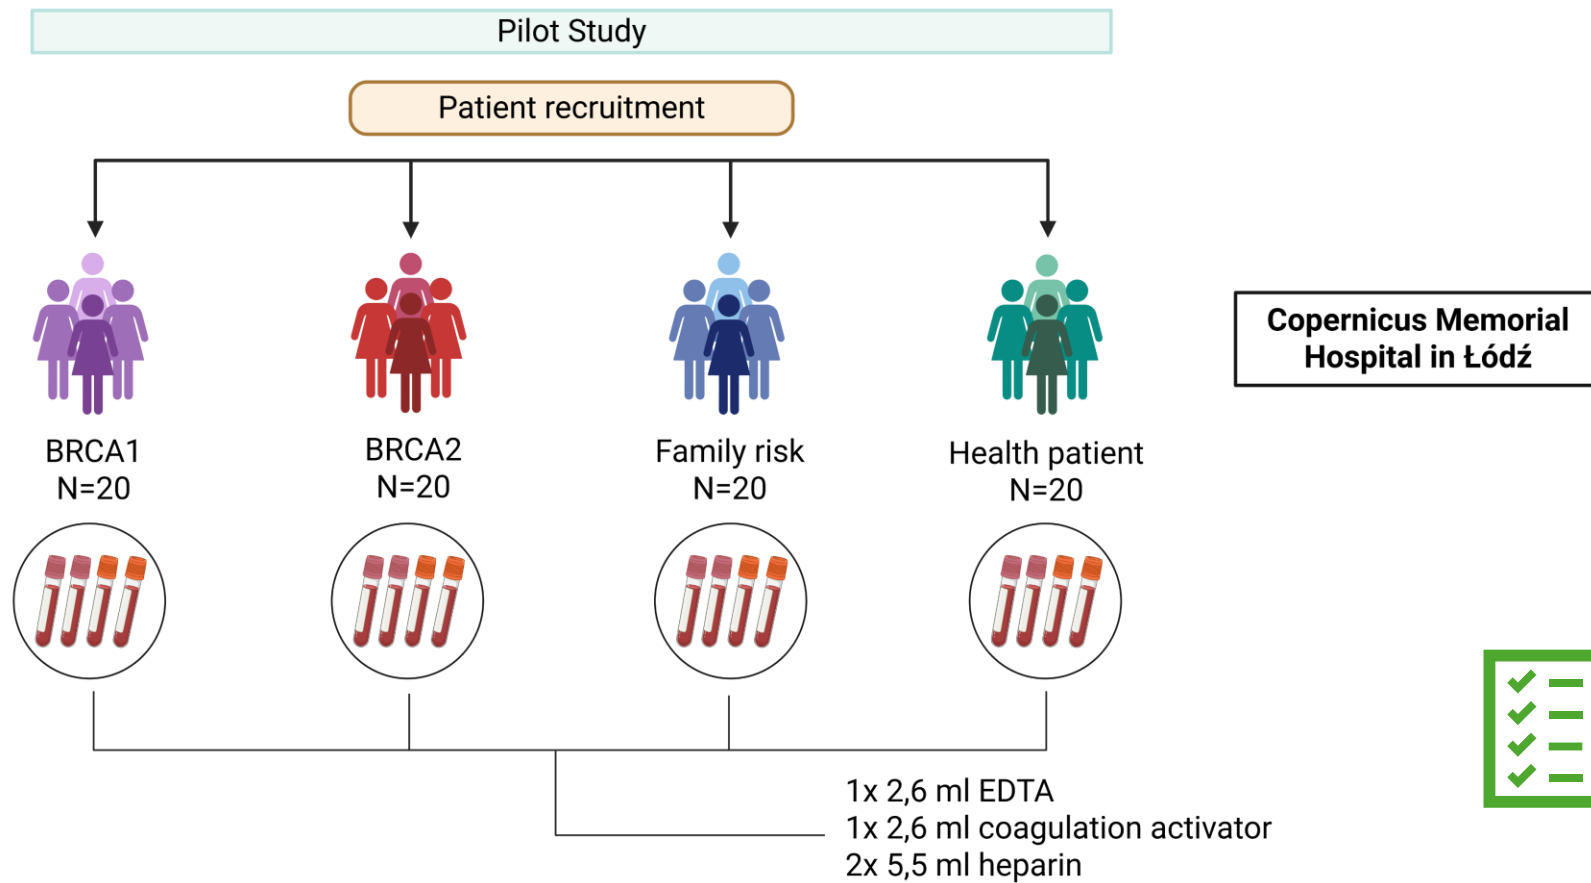 Pilot Study
Patient recruitment
BRCA1
N=20
BRCA2
N=20
Family risk
N=20
Health patient
N=20
Copernicus Memorial
Hospital in Łódź
1x 2,6 ml EDTA
1x 2,6 ml coagulation activator
2x 5,5 ml heparin